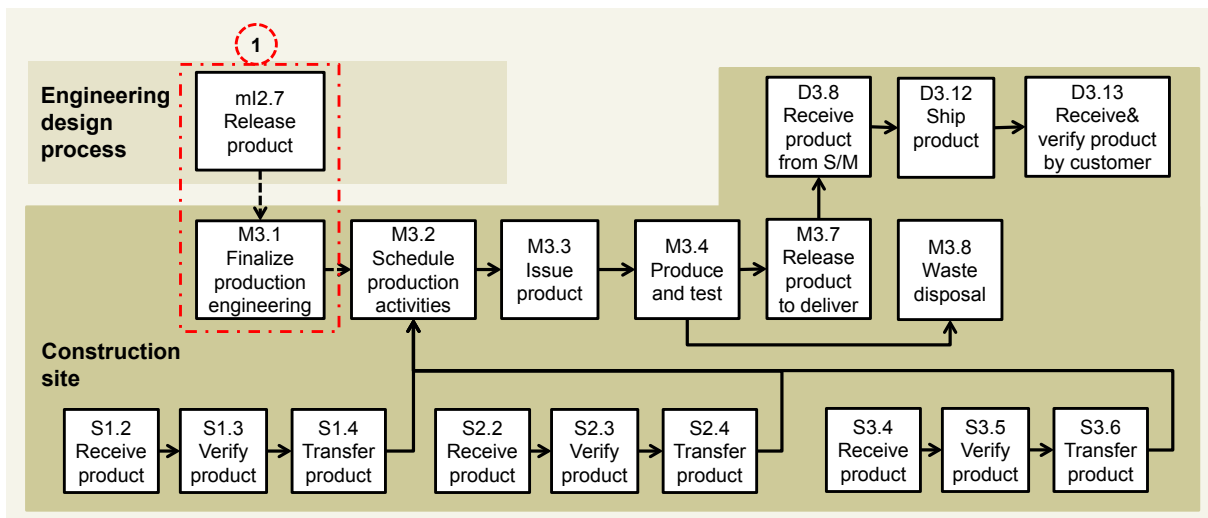 1
Engineering
design
process
mI2.7
Release
product
D3.8
Receive
product
from S/M
D3.12
Ship
product
D3.13
Receive&
verify product
by customer
M3.1
Finalize
production
engineering
M3.2
Schedule
production
activities
M3.3
Issue
product
M3.4
Produce
and test
M3.7
Release
product
to deliver
M3.8
Waste
disposal
Construction
site
S1.2
Receive
product
S1.3
Verify
product
S1.4
Transfer
product
S2.2
Receive
product
S2.3
Verify
product
S2.4
Transfer
product
S3.4
Receive
product
S3.5
Verify
product
S3.6
Transfer
product